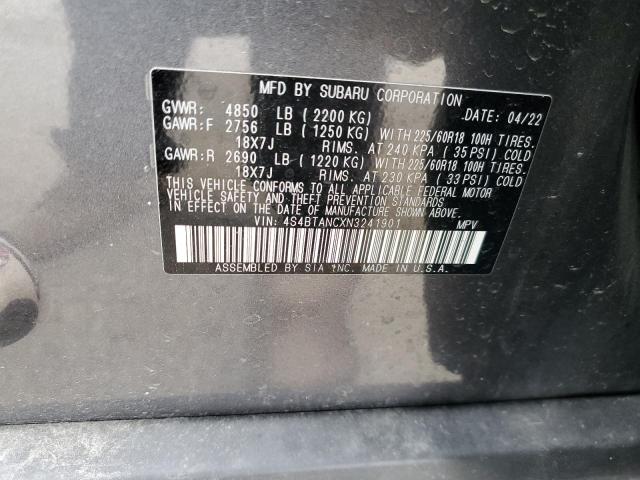 MFD BY SUBARU CORPORATION
GVWR: 4850 LB (2200 KG) DATE: 04/22
GAWR:F 2756 LB (1250 KG) WITH 225/60R18 100H TIRES.
18X7J RIMS. AT 240 KPA (35 PSI) COLD
GAWR:R 2690 LB (1220 KG) WITH 225/60R18 100H TIRES.
18X7J RIMS. AT 230 KPA (33 PSI) COLD
THIS VEHICLE CONFORMS TO ALL APPLICABLE FEDERAL MOTOR
VEHICLE SAFETY AND THEFT PREVENTION STANDARDS
IN EFFECT ON THE DATE OF MANUFACTURE SHOWN ABOVE.
VIN: 4S4BTANCXN3241901 MPV
ASSEMBLED BY SIA INC. MADE IN U.S.A.